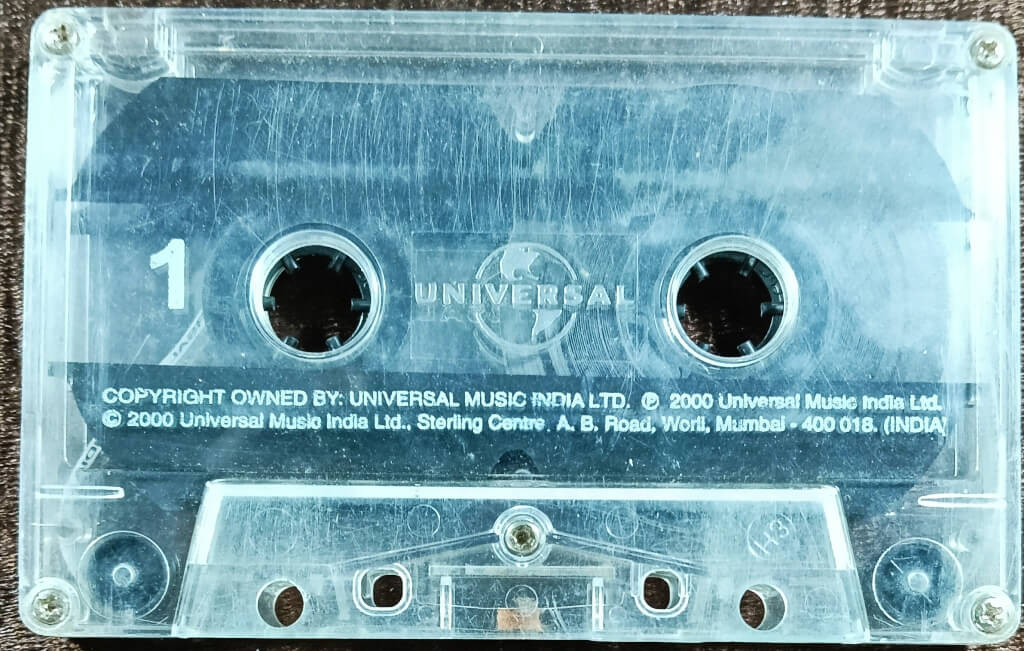 1
UNIVERSAL
COPYRIGHT OWNED BY: UNIVERSAL MUSIC INDIA LTD. ℗ 2000 Universal Music India Ltd.
© 2000 Universal Music India Ltd., Sterling Centre, A. B. Road, Worli, Mumbai - 400 018. (INDIA)